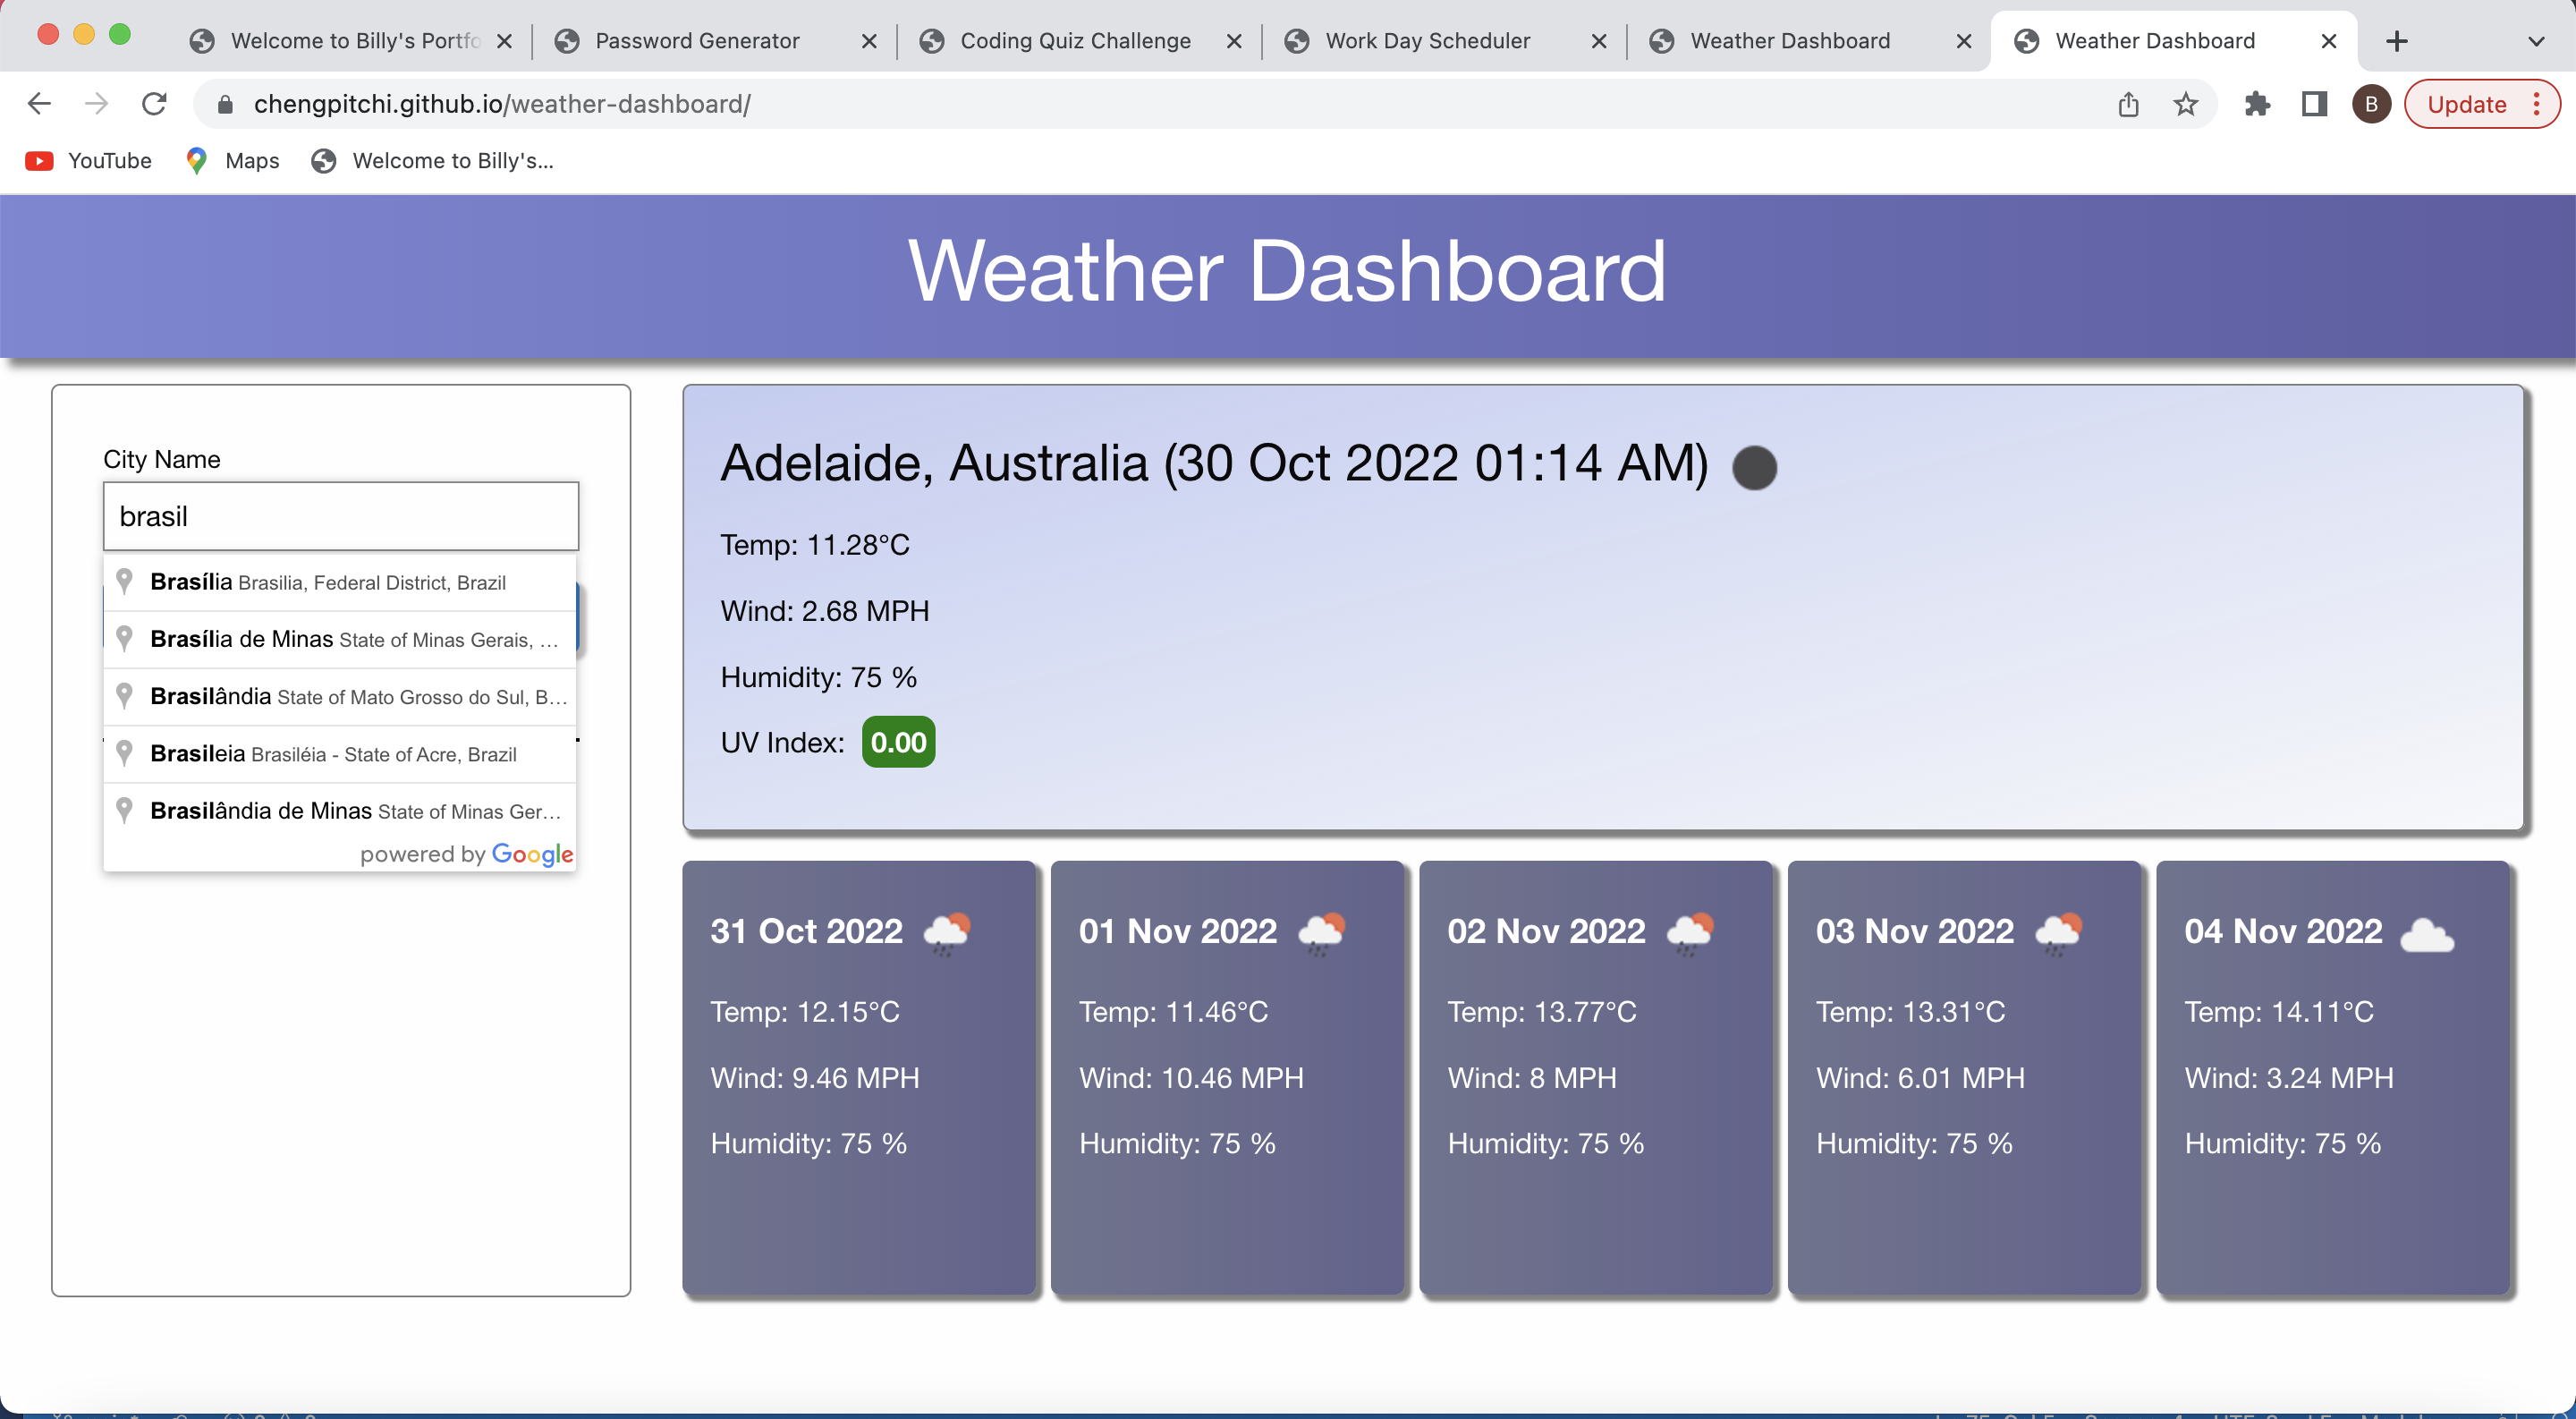 Welcome to Billy's Portfo
Password Generator
Coding Quiz Challenge
Work Day Scheduler
Weather Dashboard
Weather Dashboard
chengpitchi.github.io/weather-dashboard/
B
Update
YouTube
Maps
Welcome to Billy's...
Weather Dashboard
City Name
brasil
Brasília Brasilia, Federal District, Brazil
Brasília de Minas State of Minas Gerais, ...
Brasilândia State of Mato Grosso do Sul, B...
Brasileia Brasiléia - State of Acre, Brazil
Brasilândia de Minas State of Minas Ger...
powered by Google
Adelaide, Australia (30 Oct 2022 01:14 AM)
Temp: 11.28°C
Wind: 2.68 MPH
Humidity: 75 %
UV Index: 0.00
31 Oct 2022
Temp: 12.15°C
Wind: 9.46 MPH
Humidity: 75 %
01 Nov 2022
Temp: 11.46°C
Wind: 10.46 MPH
Humidity: 75 %
02 Nov 2022
Temp: 13.77°C
Wind: 8 MPH
Humidity: 75 %
03 Nov 2022
Temp: 13.31°C
Wind: 6.01 MPH
Humidity: 75 %
04 Nov 2022
Temp: 14.11°C
Wind: 3.24 MPH
Humidity: 75 %